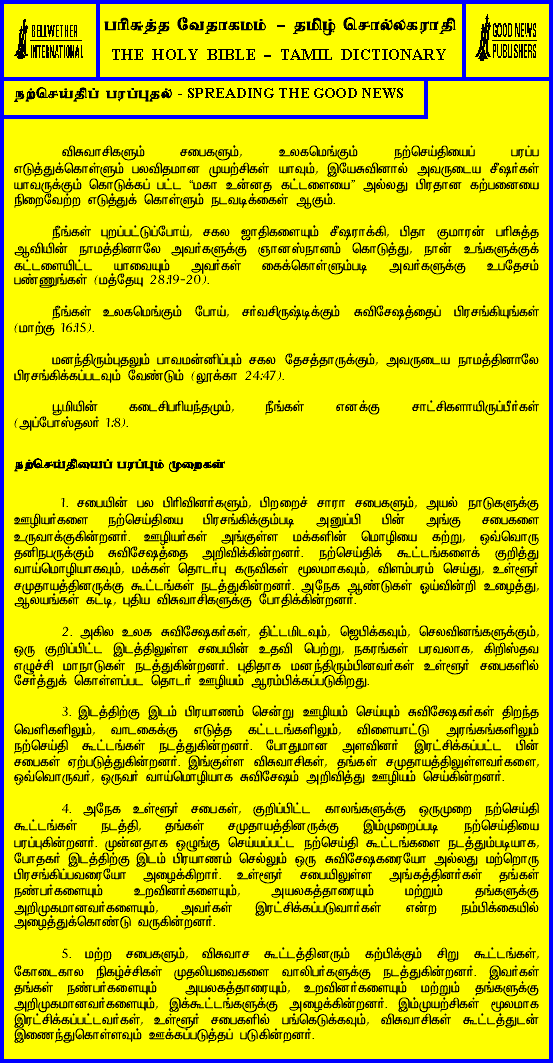 BELLWETHER
INTERNATIONAL
பரிசுத்த வேதாகமம் – தமிழ் சொல்லகராதி
THE HOLY BIBLE – TAMIL DICTIONARY
GOOD NEWS
PUBLISHERS
நற்செய்திப் பரப்புதல் - SPREADING THE GOOD NEWS
விசுவாசிகளும் சபைகளும், உலகமெங்கும் நற்செய்தியைப் பரப்ப
எடுத்துக்கொள்ளும் பலவிதமான முயற்சிகள் யாவும், இயேசுவினால் அவருடைய சீஷர்கள்
யாவருக்கும் கொடுக்கப் பட்ட “மகா உன்னத கட்டளையை” அல்லது பிரதான கற்பனையை
நிறைவேற்ற எடுத்துக் கொள்ளும் நடவடிக்கைள் ஆகும்.
நீங்கள் புறப்பட்டுப்போய், சகல ஜாதிகளையும் சீஷராக்கி, பிதா குமாரன் பரிசுத்த
ஆவியின் நாமத்தினாலே அவர்களுக்கு ஞானஸ்நானம் கொடுத்து, நான் உங்களுக்குக்
கட்டளையிட்ட யாவையும் அவர்கள் கைக்கொள்ளும்படி அவர்களுக்கு உபதேசம்
பண்ணுங்கள் (மத்தேயு 28:19-20).
நீங்கள் உலகமெங்கும் போய், சர்வசிருஷ்டிக்கும் சுவிசேஷத்தைப் பிரசங்கியுங்கள்
(மாற்கு 16:15).
மனந்திரும்புதலும் பாவமன்னிப்பும் சகல தேசத்தாருக்கும், அவருடைய நாமத்தினாலே
பிரசங்கிக்கப்படவும் வேண்டும் (லூக்கா 24:47).
பூமியின் கடைசிபரியந்தமும், நீங்கள் எனக்கு சாட்சிகளாயிருப்பீர்கள்
(அப்போஸ்தலர் 1:8).
நற்செய்தியைப் பரப்பும் முறைகள்
1. சபையின் பல பிரிவினர்களும், பிறறைச் சாரா சபைகளும், அயல் நாடுகளுக்கு
ஊழியர்களை நற்செய்தியை பிரசங்கிக்கும்படி அனுப்பி பின் அங்கு சபைகளை
உருவாக்குகின்றனர். ஊழியர்கள் அங்குள்ள மக்களின் மொழியை கற்று, ஒவ்வொரு
தனிநபருக்கும் சுவிசேஷத்தை அறிவிக்கின்றனர். நற்செய்திக் கூட்டங்களைக் குறித்து
வாய்மொழியாகவும், மக்கள் தொடர்பு கருவிகள் மூலமாகவும், விளம்பரம் செய்து, உள்ளூர்
சமுதாயத்தினருக்கு கூட்டங்கள் நடத்துகின்றனர். அநேக ஆண்டுகள் ஓய்வின்றி உழைத்து,
ஆலயங்கள் கட்டி, புதிய விசுவாசிகளுக்கு போதிக்கின்றனர்.
2. அகில உலக சுவிசேஷகர்கள், திட்டமிடவும், ஜெபிக்கவும், செலவினங்களுக்கும்,
ஒரு குறிப்பிட்ட இடத்திலுள்ள சபையின் உதவி பெற்று, நகரங்கள் பரவலாக, கிறிஸ்தவ
எழுச்சி மாநாடுகள் நடத்துகின்றனர். புதிதாக மனந்திரும்பினவர்கள் உள்ளூர் சபைகளில்
சேர்த்துக் கொள்ளப்பட தொடர் ஊழியம் ஆரம்பிக்கப்படுகிறது.
3. இடத்திற்கு இடம் பிரயாணம் சென்று ஊழியம் செய்யும் சுவிசேஷகர்கள் திறந்த
வெளிகளிலும், வாடகைக்கு எடுத்த கட்டடங்களிலும், விளையாட்டு அரங்கங்களிலும்
நற்செய்தி கூட்டங்கள் நடத்துகின்றனர். போதுமான அளவினர் இரட்சிக்கப்பட்ட பின்
சபைகள் ஏற்படுத்துகின்றனர். இங்குள்ள விசுவாசிகள், தங்கள் சமுதாயத்திலுள்ளவர்களை,
ஒவ்வொருவர், ஒருவர் வாய்மொழியாக சுவிசேஷம் அறிவித்து ஊழியம் செய்கின்றனர்.
4. அநேக உள்ளூர் சபைகள், குறிப்பிட்ட காலங்களுக்கு ஒருமுறை நற்செய்தி
கூட்டங்கள் நடத்தி, தங்கள் சமுதாயத்தினருக்கு இம்முறைப்படி நற்செய்தியை
பரப்புகின்றனர். முன்னதாக ஒழுங்கு செய்யப்பட்ட நற்செய்தி கூட்டங்களை நடத்தும்படியாக,
போதகர் இடத்திற்கு இடம் பிரயாணம் செல்லும் ஒரு சுவிசேஷகரையோ அல்லது மற்றொரு
பிரசங்கிப்பவரையோ அழைக்கிறார். உள்ளூர் சபையிலுள்ள அங்கத்தினர்கள் தங்கள்
நண்பர்களையும் உறவினர்களையும், அயலகத்தாரையும் மற்றும் தங்களுக்கு
அறிமுகமானவர்களையும், அவர்கள் இரட்சிக்கப்படுவார்கள் என்ற நம்பிக்கையில்
அழைத்துக்கொண்டு வருகின்றனர்.
5. மற்ற சபைகளும், விசுவாச கூட்டத்தினரும் கற்பிக்கும் சிறு கூட்டங்கள்,
கோடைகால நிகழ்ச்சிகள் முதலியவைகளை வாலிபர்களுக்கு நடத்துகின்றனர். இவர்கள்
தங்கள் நண்பர்களையும் அயலகத்தாரையும், உறவினர்களையும் மற்றும் தங்களுக்கு
அறிமுகமானவர்களையும், இக்கூட்டங்களுக்கு அழைக்கின்றனர். இம்முயற்சிகள் மூலமாக
இரட்சிக்கப்பட்டவர்கள், உள்ளூர் சபைகளில் பங்கெடுக்கவும், விசுவாசிகள் கூட்டத்துடன்
இணைந்துகொள்ளவும் ஊக்கப்படுத்தப் படுகின்றனர்.